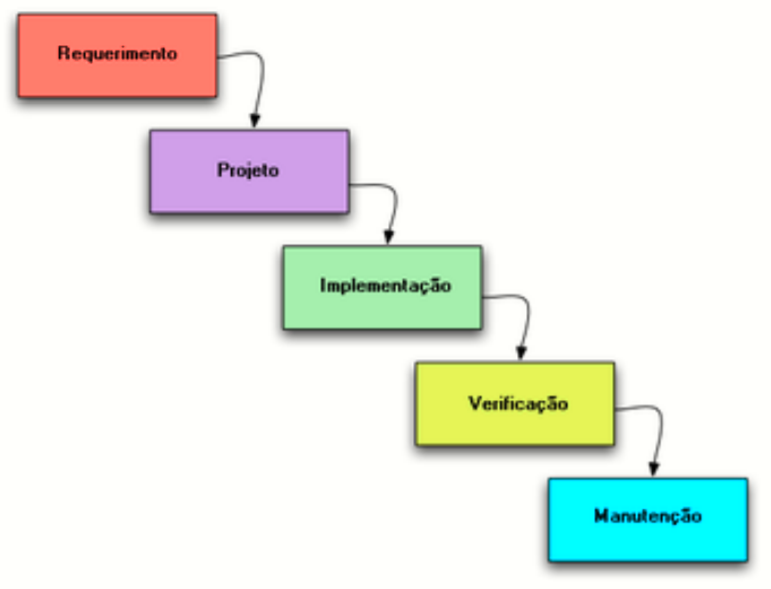 Requerimento
Projeto
Implementação
Verificação
Manutenção